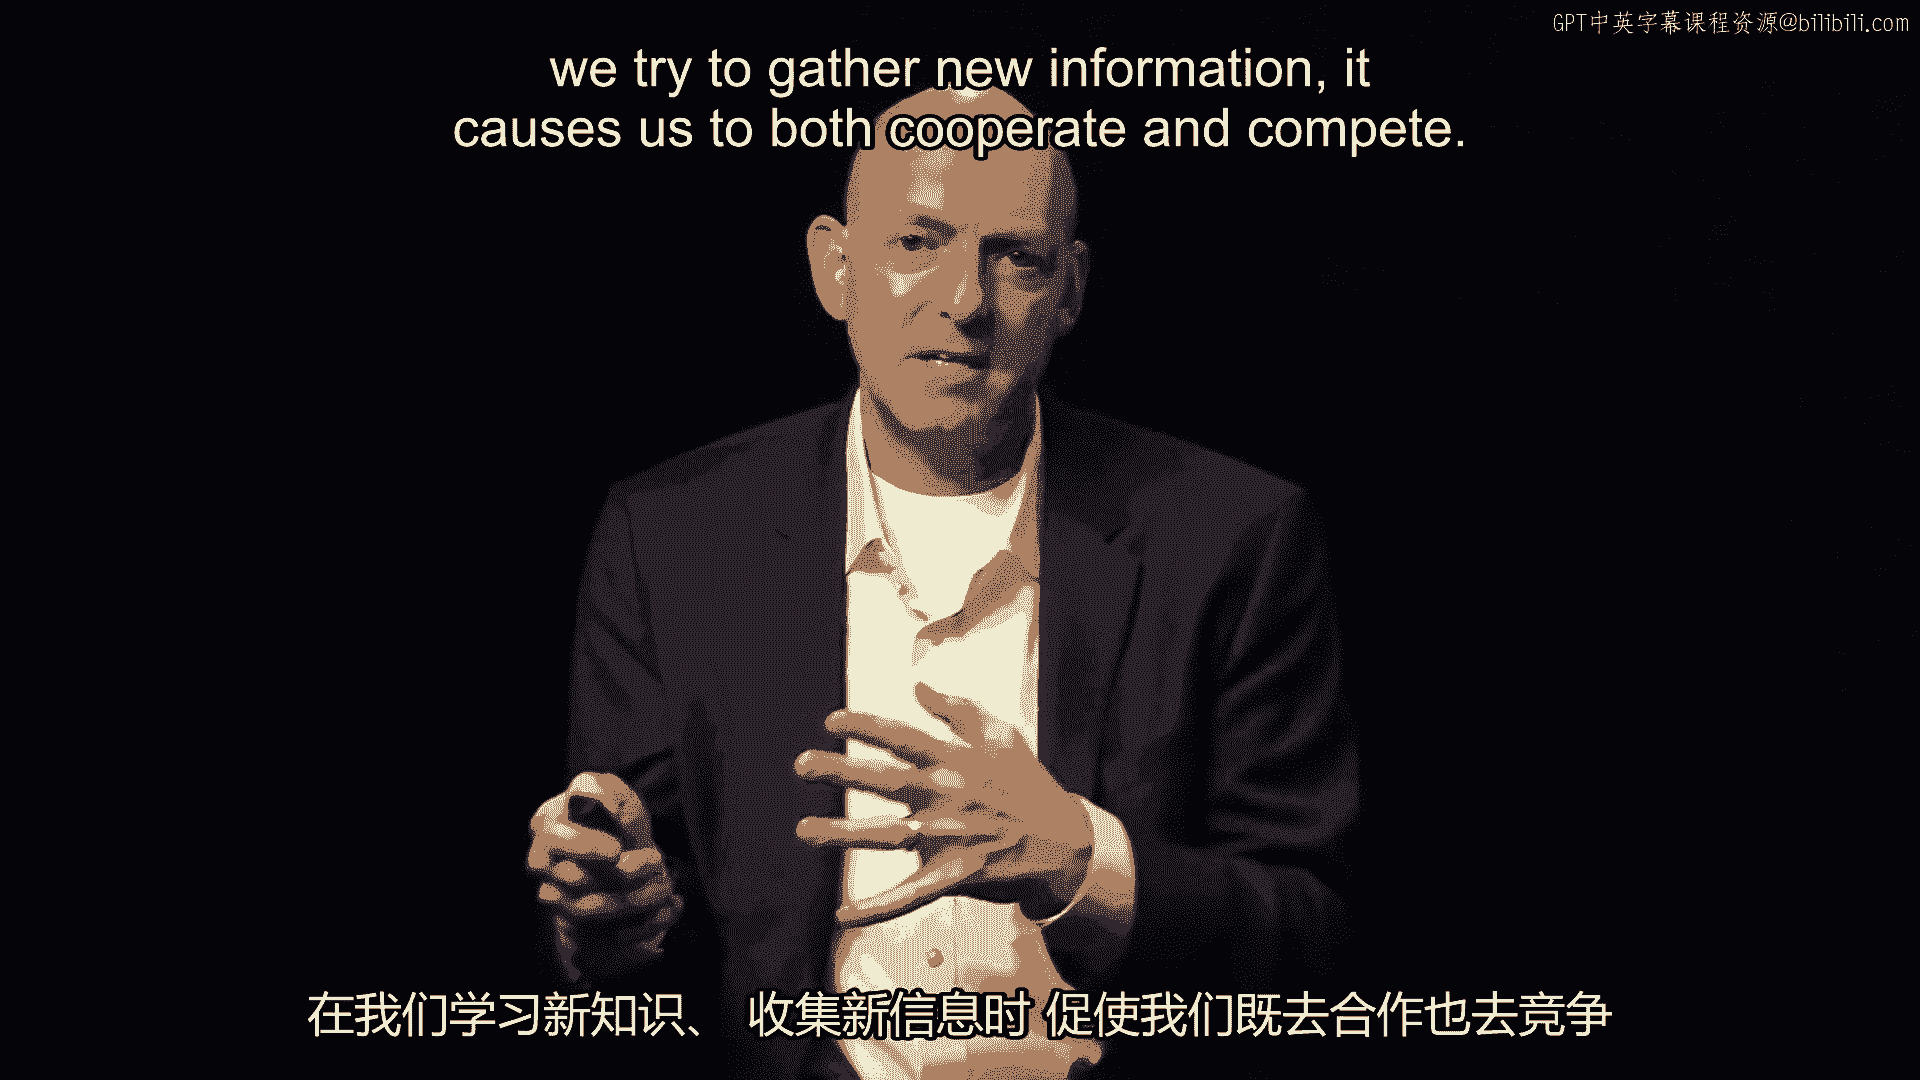 GPT中英字幕课程资源@bilibili.com
we try to gather new information, it
causes us to both cooperate and compete.
在我们学习新知识、 收集新信息时 促使我们既去合作也去竞争